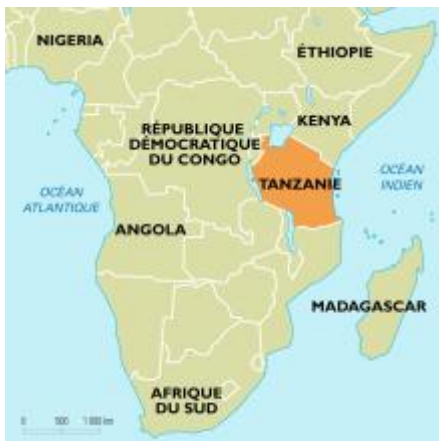 NIGERIA
ÉTHIOPIE
KENYA
RÉPUBLIQUE
DÉMOCRATIQUE
DU CONGO
TANZANIE
OCÉAN
INDIEN
OCÉAN
ATLANTIQUE
ANGOLA
MADAGASCAR
AFRIQUE
DU SUD
0 500 1 000 km